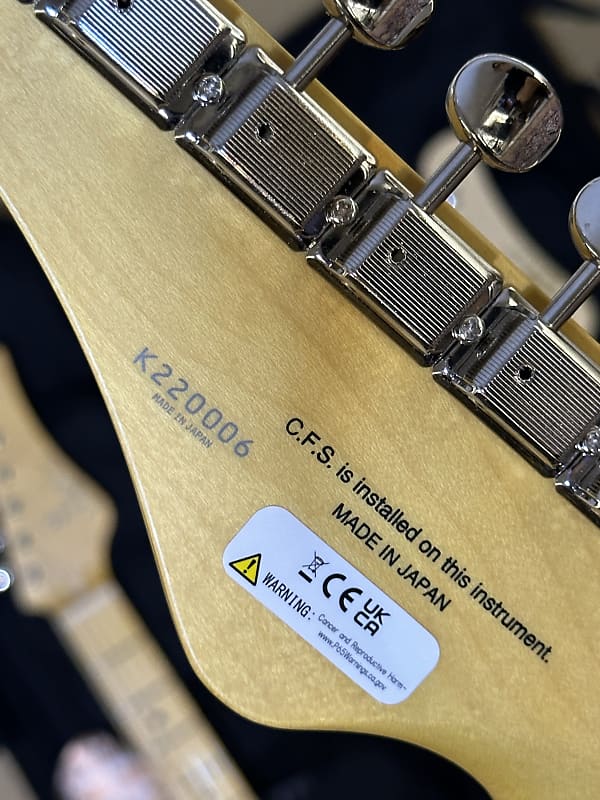 K220006
MADE IN JAPAN
C.F.S. is installed on this instrument.
MADE IN JAPAN
CE UK
CA
WARNING: Cancer and Reproductive Harm-
www.P65Warnings.ca.gov